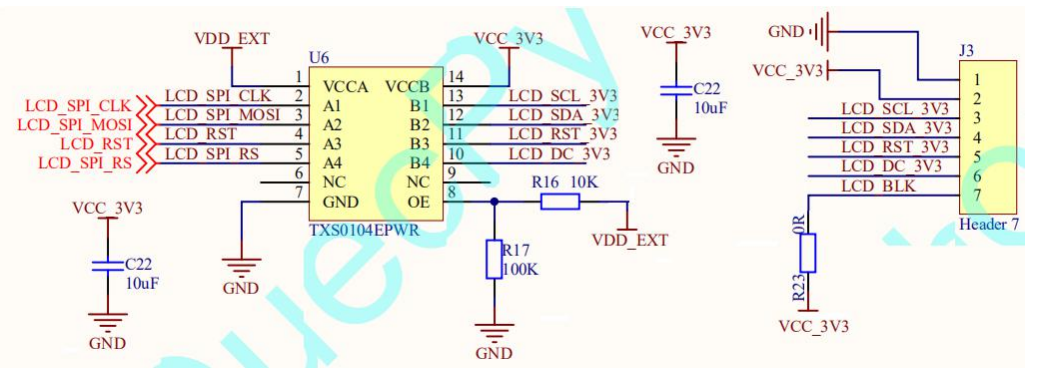 VDD_EXT
U6
VCC_3V3
1 VCCA VCCB 14
LCD_SPI_CLK LCD_SPI_CLK 2 A1 B1 13 LCD_SCL_3V3
LCD_SPI_MOSI LCD_SPI_MOSI 3 A2 B2 12 LCD_SDA_3V3
LCD_RST LCD_RST 4 A3 B3 11 LCD_RST_3V3
LCD_SPI_RS LCD_SPI_RS 5 A4 B4 10 LCD_DC_3V3
6 NC NC 9
7 GND OE 8
TXS0104EPWR
GND
R16 10K
VDD_EXT
R17
100K
GND
VCC_3V3
C22
10uF
GND
VCC_3V3
C22
10uF
GND
GND
VCC_3V3
J3
1
2
LCD_SCL_3V3 3
LCD_SDA_3V3 4
LCD_RST_3V3 5
LCD_DC_3V3 6
LCD_BLK 7
Header 7
R23 0R
VCC_3V3